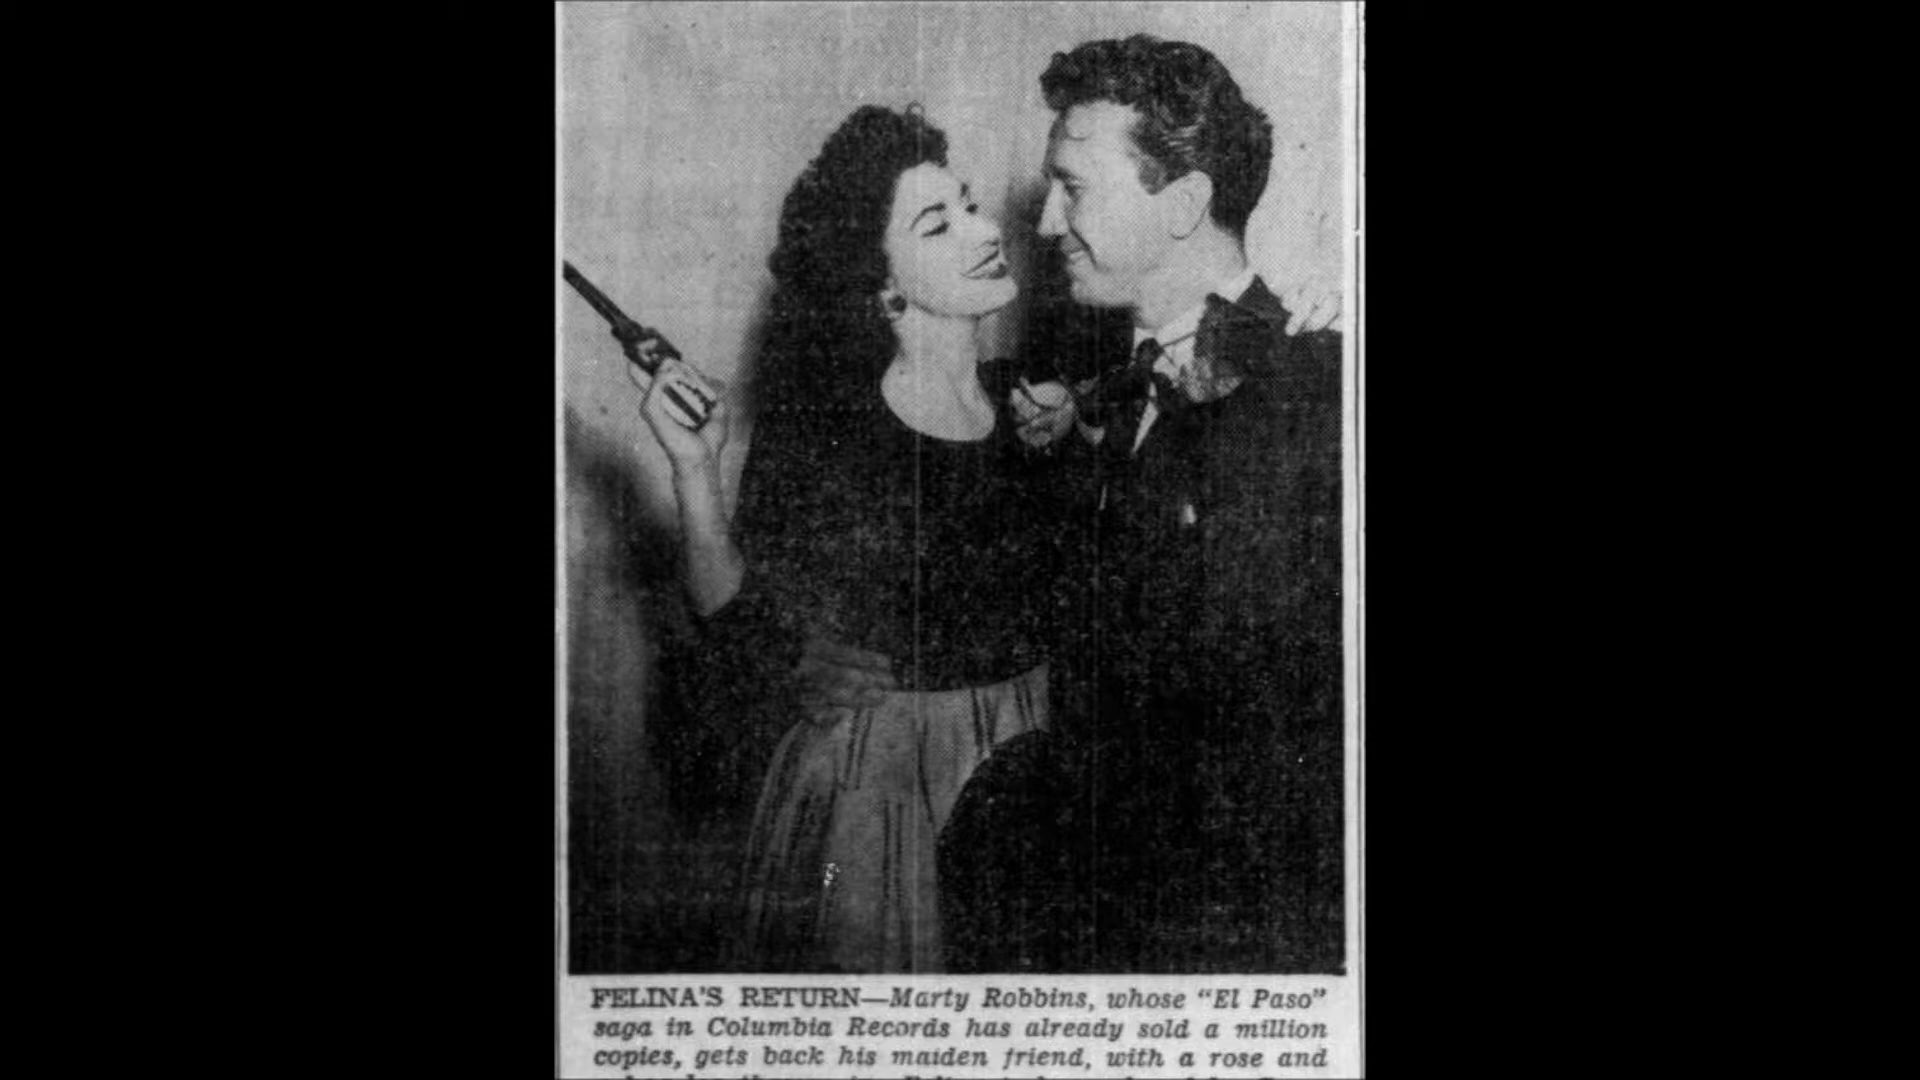 FELINA'S RETURN—Marty Robbins, whose "El Paso"
saga in Columbia Records has already sold a million
copies, gets back his maiden friend, with a rose and